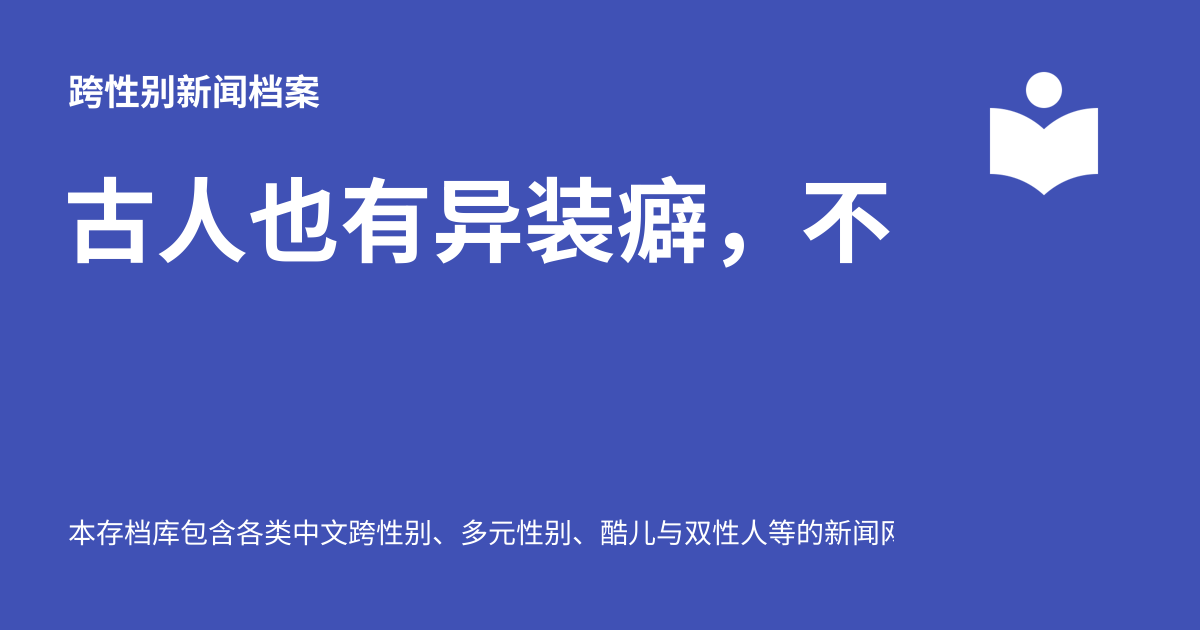 跨性别新闻档案
古人也有异装癖，不
本存档库包含各类中文跨性别、多元性别、酷儿与双性人等的新闻网